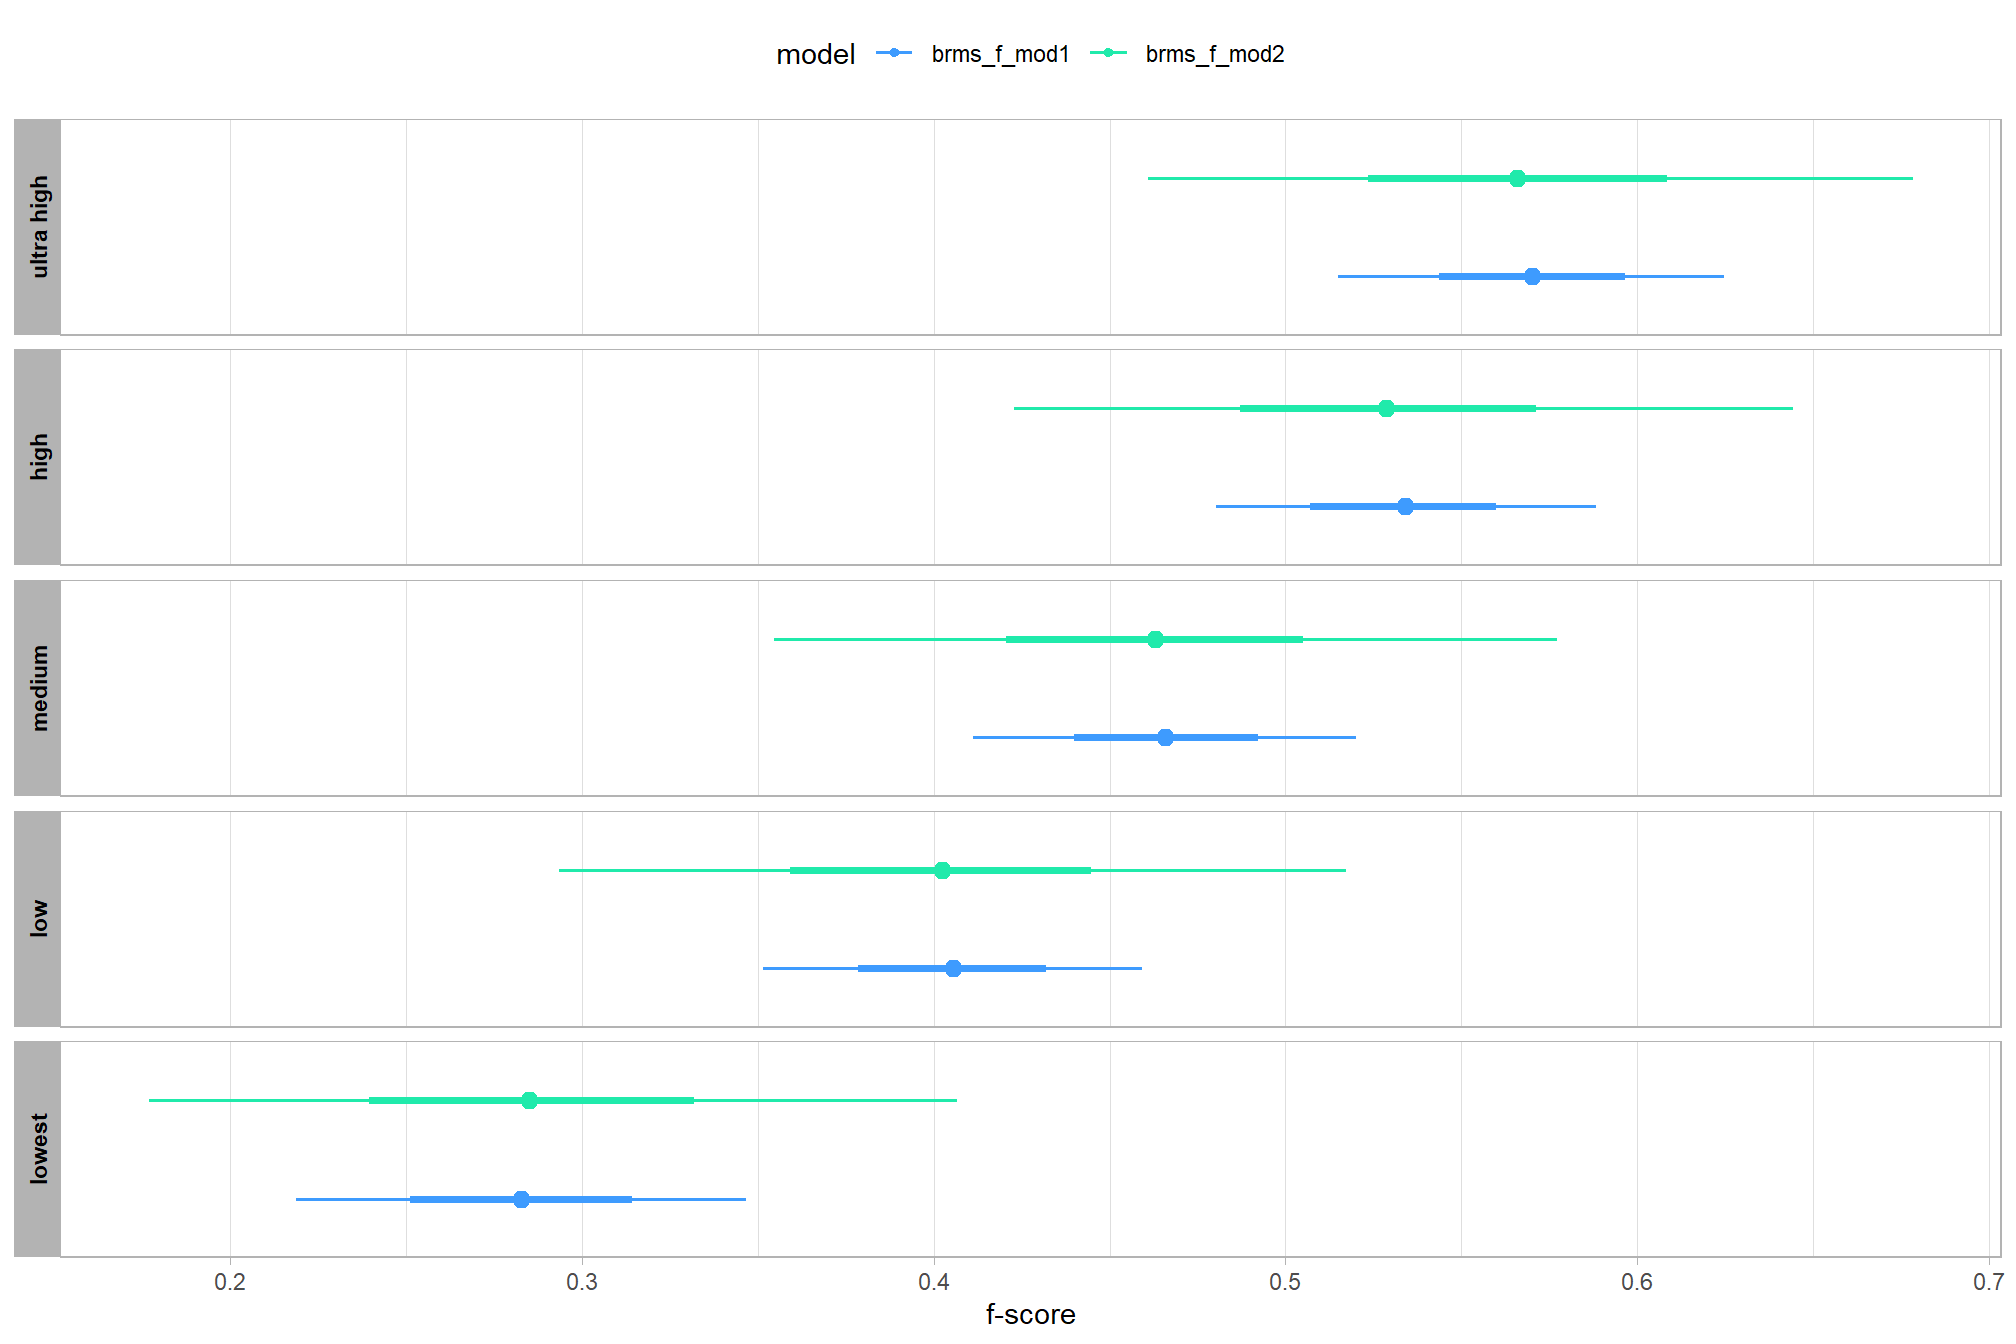 model brms_f_mod1 brms_f_mod2
ultra high
high
medium
low
lowest
0.2 0.3 0.4 0.5 0.6 0.7
f-score